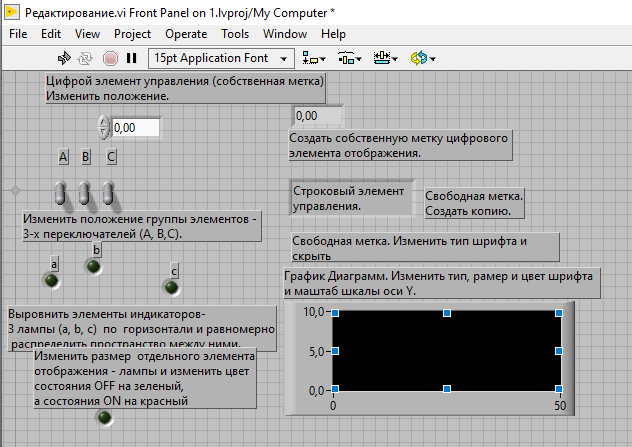 Редактирование.vi Front Panel on 1.lvproj/My Computer *
File Edit View Project Operate Tools Window Help
15pt Application Font
Цифрой элемент управления (собственная метка)
Изменить положение.
0,00
0,00
Создать собственную метку цифрового
элемента отображения.
A B C
Строковый элемент
управления.
Свободная метка.
Создать копию.
Изменить положение группы элементов -
3-х переключателей (A, B,C).
Свободная метка. Изменить тип шрифта и
скрыть
a
b
c
График Диаграмм. Изменить тип, рамер и цвет шрифта
и маштаб шкалы оси Y.
10,0
5,0
0,0
0
50
Выровнить элементы индикаторов-
3 лампы (a, b, c) по горизонтали и равномерно
распределить пространство между ними.
Изменить размер отдельного элемента
отображения - лампы и изменить цвет
состояния OFF на зеленый,
а состояния ON на красный